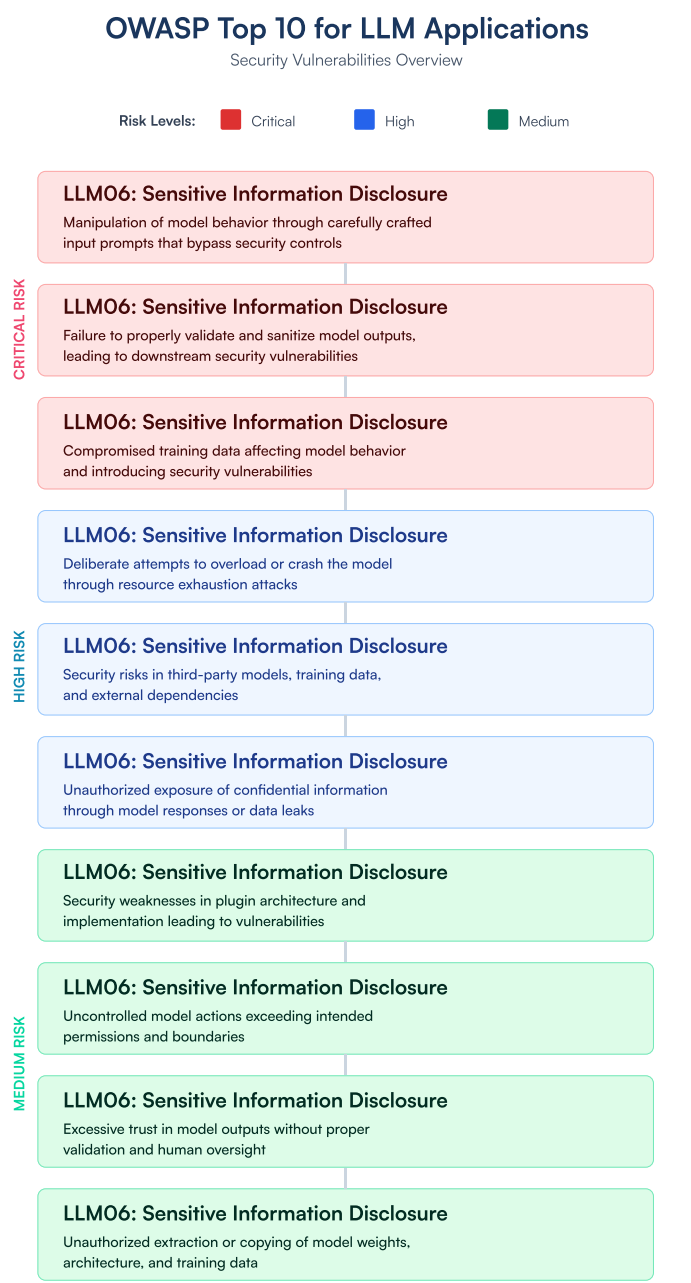 OWASP Top 10 for LLM Applications
Security Vulnerabilities Overview
Risk Levels:
Critical
High
Medium
CRITICAL RISK
LLM06: Sensitive Information Disclosure
Manipulation of model behavior through carefully crafted
input prompts that bypass security controls
LLM06: Sensitive Information Disclosure
Failure to properly validate and sanitize model outputs,
leading to downstream security vulnerabilities
LLM06: Sensitive Information Disclosure
Compromised training data affecting model behavior
and introducing security vulnerabilities
HIGH RISK
LLM06: Sensitive Information Disclosure
Deliberate attempts to overload or crash the model
through resource exhaustion attacks
LLM06: Sensitive Information Disclosure
Security risks in third-party models, training data,
and external dependencies
LLM06: Sensitive Information Disclosure
Unauthorized exposure of confidential information
through model responses or data leaks
MEDIUM RISK
LLM06: Sensitive Information Disclosure
Security weaknesses in plugin architecture and
implementation leading to vulnerabilities
LLM06: Sensitive Information Disclosure
Uncontrolled model actions exceeding intended
permissions and boundaries
LLM06: Sensitive Information Disclosure
Excessive trust in model outputs without proper
validation and human oversight
LLM06: Sensitive Information Disclosure
Unauthorized extraction or copying of model weights,
architecture, and training data